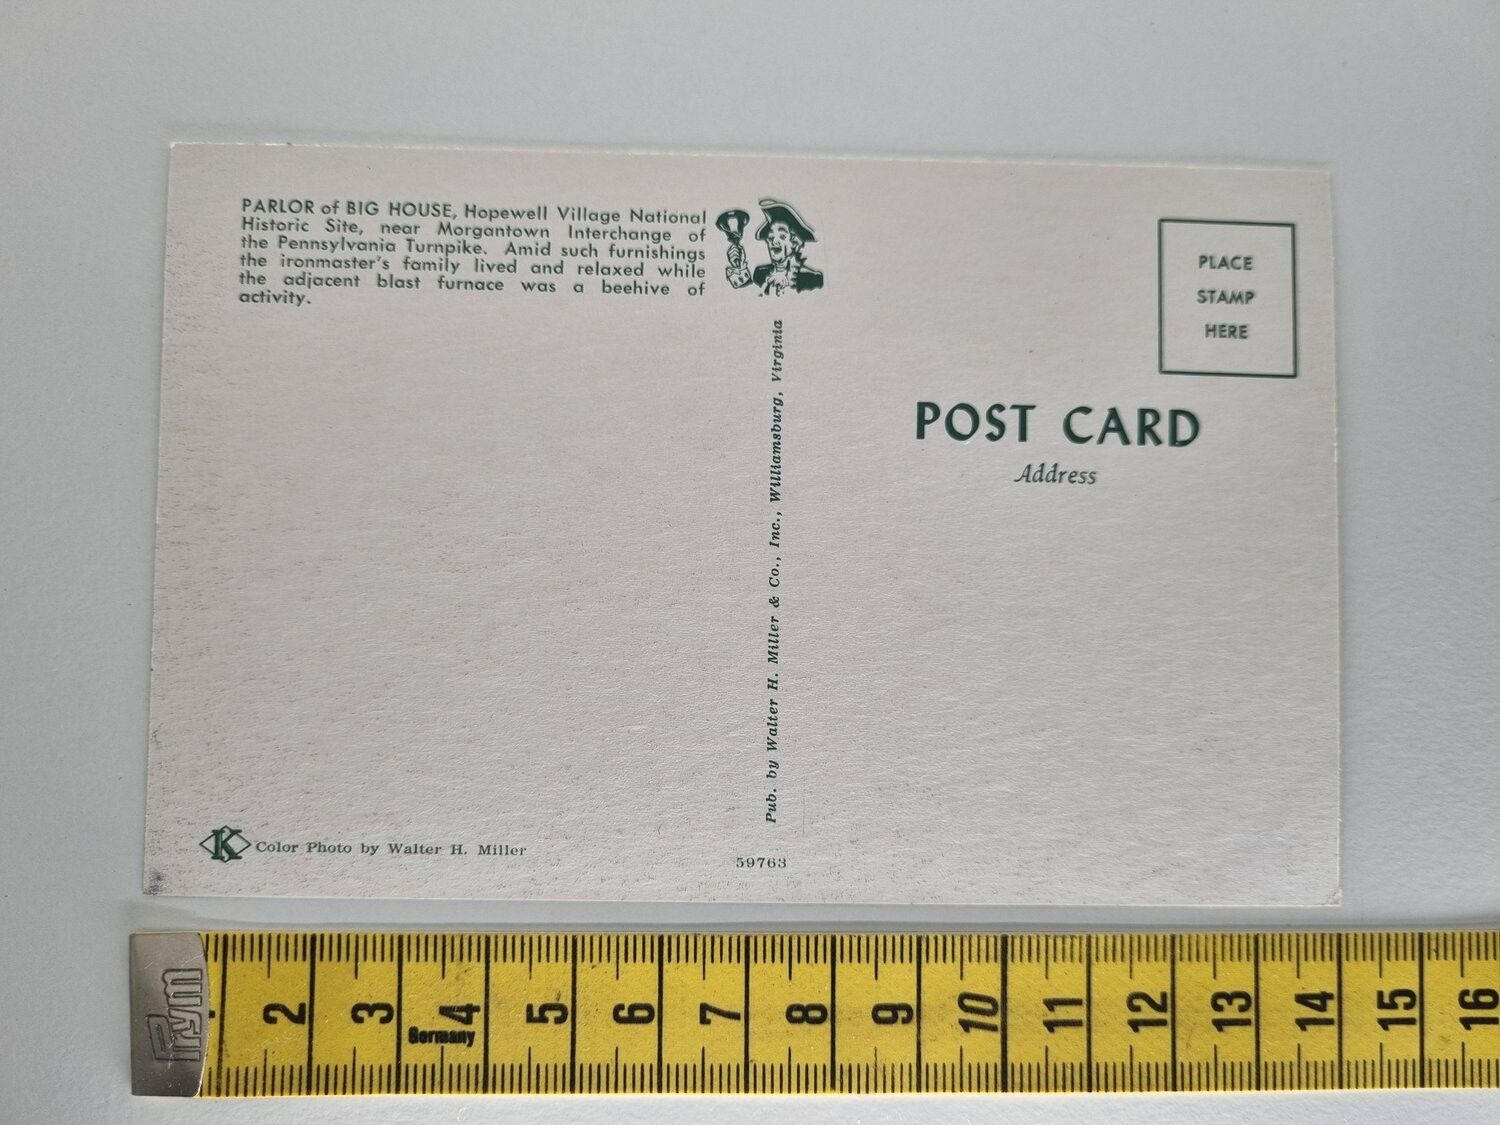 PARLOR of BIG HOUSE, Hopewell Village National
Historic Site, near Morgantown Interchange of
the Pennsylvania Turnpike. Amid such furnishings
the ironmaster's family lived and relaxed while
the adjacent blast furnace was a beehive of
activity.
PLACE
STAMP
HERE
POST CARD
Address
Pub. by Walter H. Miller & Co., Inc., Williamsburg, Virginia
K
Color Photo by Walter H. Miller
59763
Prym
2 3 4 5 6 7 8 9 10 11 12 13 14 15 16
Germany